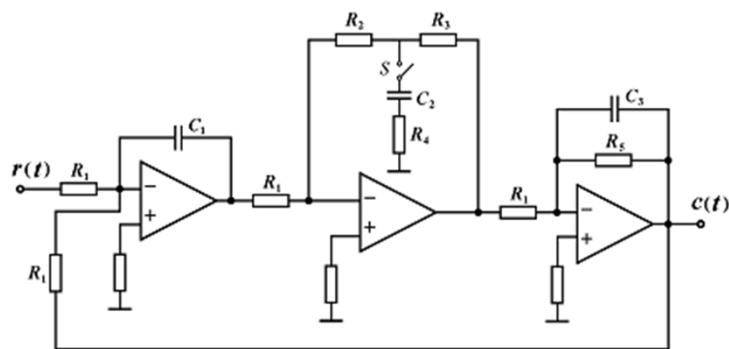 R₂
R₃
S
C₂
R₄
C₁
C₃
R₅
r(t)
R₁
−
+
R₁
−
+
R₁
−
+
c(t)
R₁